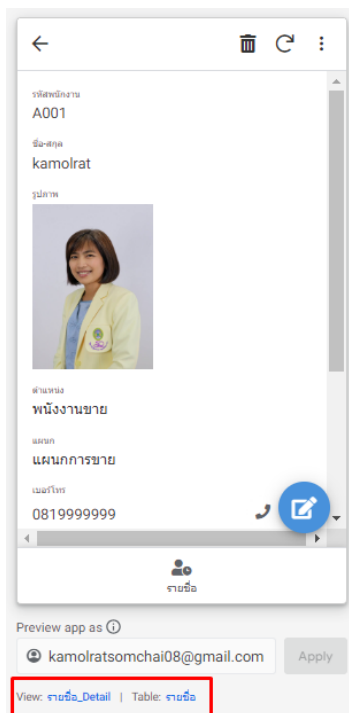 รหัสพนักงาน
A001
ชื่อ-สกุล
kamolrat
รูปภาพ
ตำแหน่ง
พนังงานขาย
แผนก
แผนกการขาย
เบอร์โทร
0819999999
รายชื่อ
Preview app as
kamolratsomchai08@gmail.com Apply
View: รายชื่อ_Detail | Table: รายชื่อ